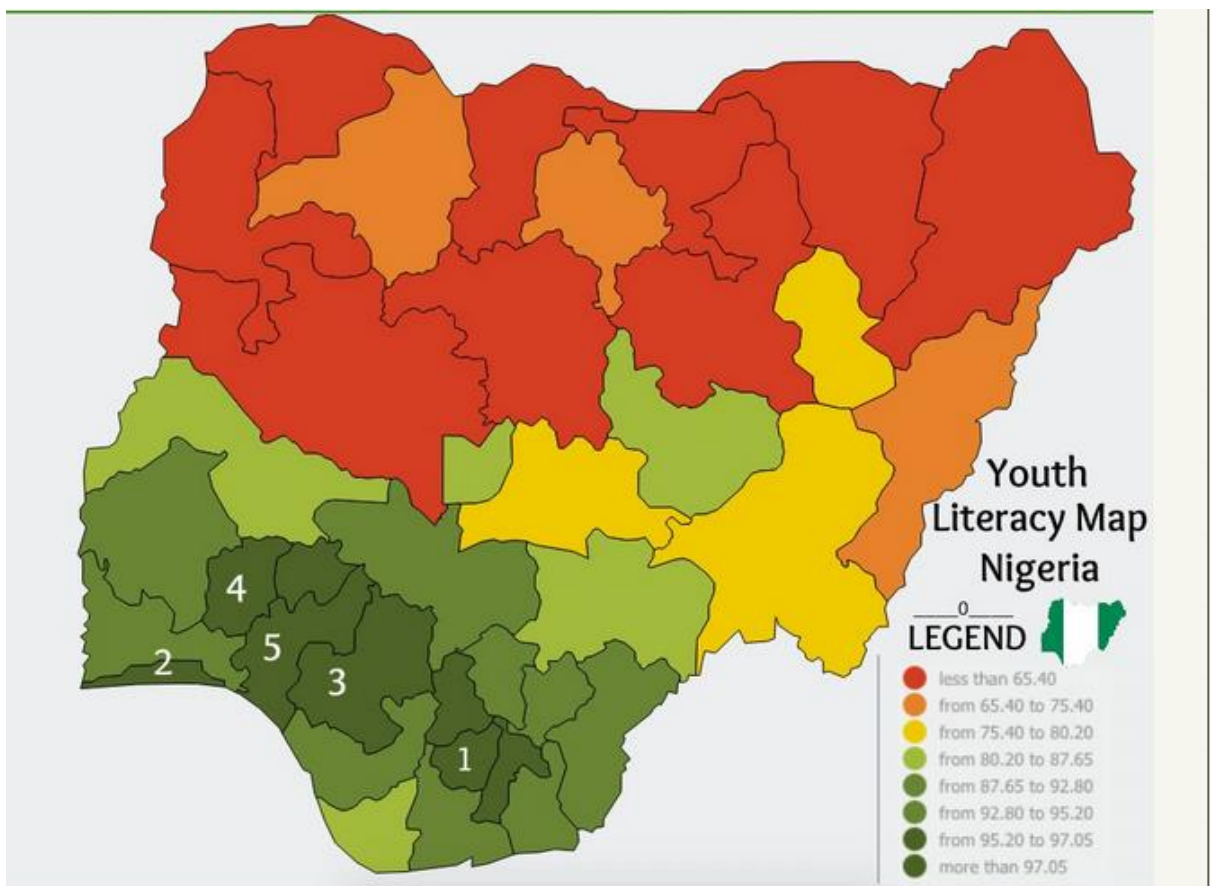 Youth
Literacy Map
Nigeria
0
LEGEND
less than 65.40
from 65.40 to 75.40
from 75.40 to 80.20
from 80.20 to 87.65
from 87.65 to 92.80
from 92.80 to 95.20
from 95.20 to 97.05
more than 97.05
4
5
2
3
1